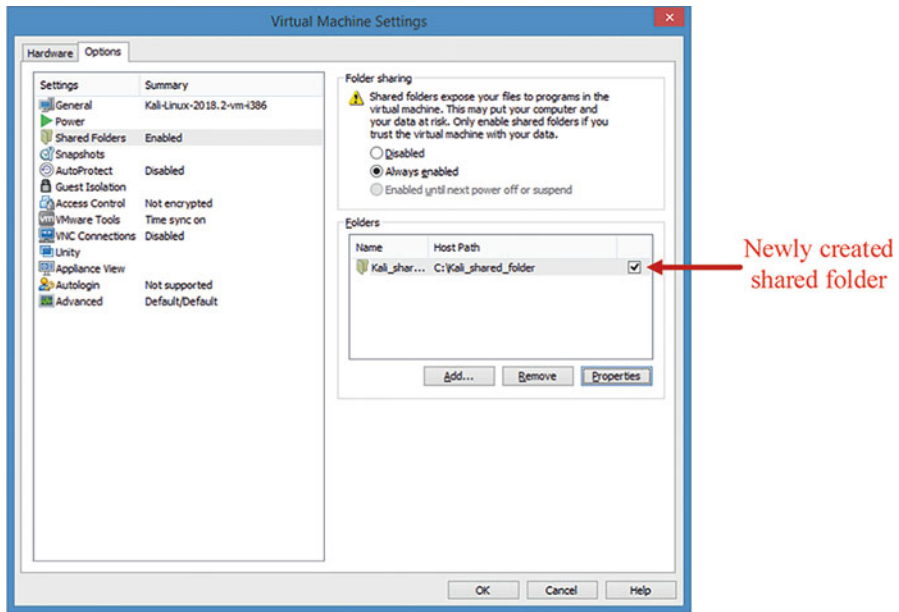 Virtual Machine Settings
Hardware Options
Settings Summary
General Kali-Linux-2018.2-vm-i386
Power
Shared Folders Enabled
Snapshots
AutoProtect Disabled
Guest Isolation
Access Control Not encrypted
VMware Tools Time sync on
VNC Connections Disabled
Unity
Appliance View
Autologin Not supported
Advanced Default/Default
Folder sharing
Shared folders expose your files to programs in the
virtual machine. This may put your computer and
your data at risk. Only enable shared folders if you
trust the virtual machine with your data.
Disabled
Always enabled
Enabled until next power off or suspend
Folders
Name Host Path
Kali_shar... C:\Kali_shared_folder
Add... Remove Properties
Newly created
shared folder
OK Cancel Help